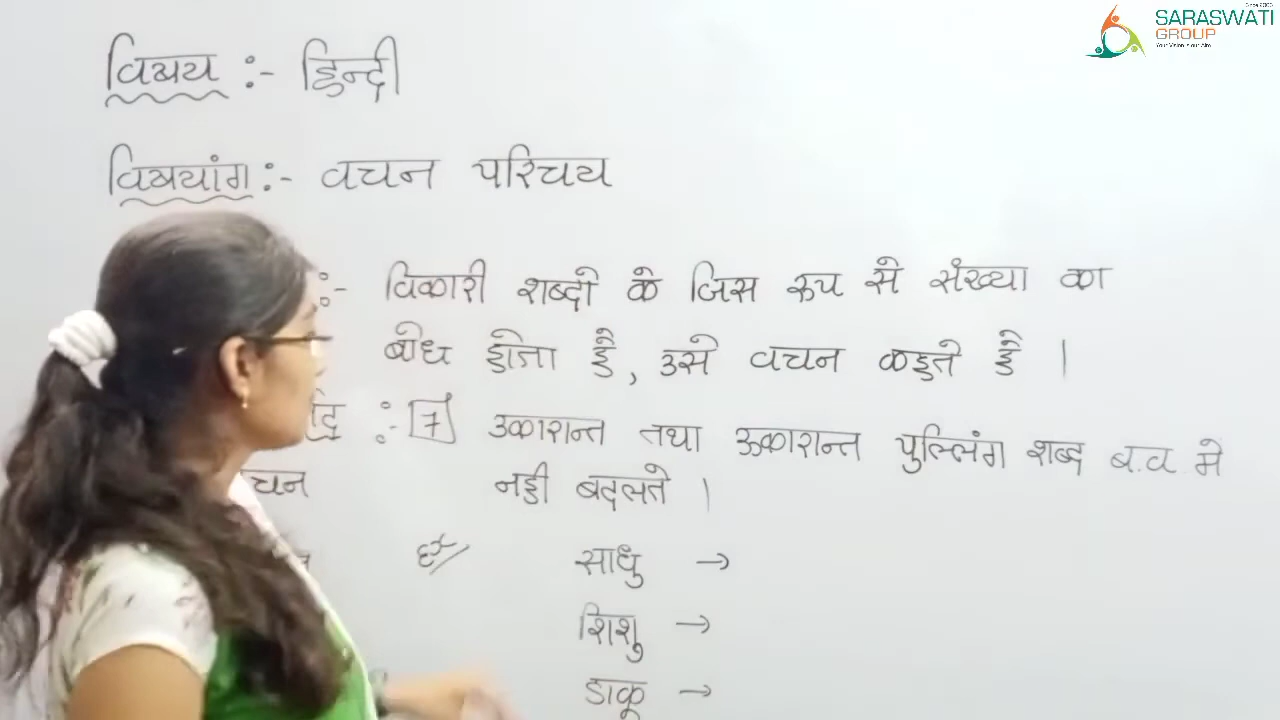 SARASWATI
GROUP
विषय :- हिन्दी
विषयांग :- वचन परिचय
:- विकारी शब्दो के जिस रूप से संख्या का
बोध होता है, उसे वचन कहते है ।
:- 7 उकारान्त तथा ऊकारान्त पुल्लिंग शब्द ब.व मे
चन नही बदलते ।
Ex साधु →
शिशु →
डाकू →